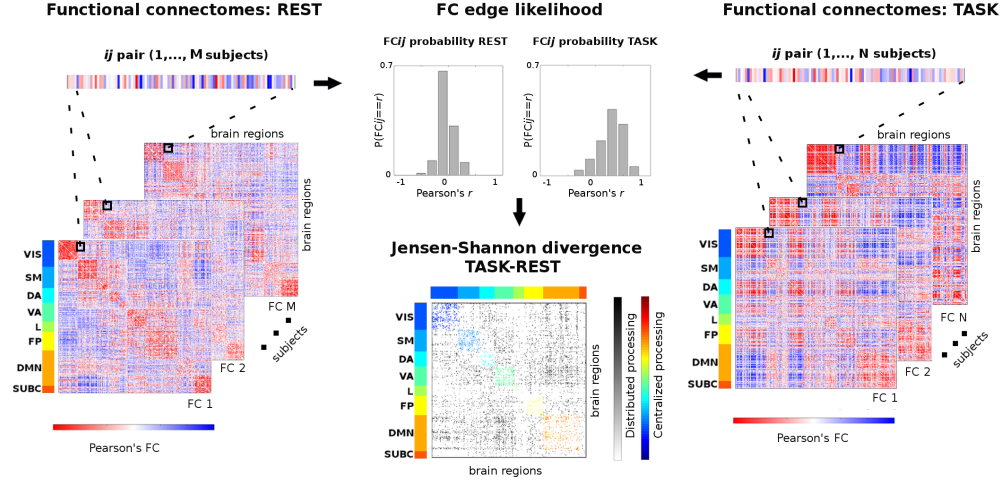 Functional connectomes: REST
ij pair (1,..., M subjects)
brain regions
brain regions
VIS
SM
DA
VA
L
FP
DMN
SUBC
FC M
subjects
FC 2
FC 1
Pearson's FC
FC edge likelihood
FCij probability REST
FCij probability TASK
0.7
P(FCij==r)
0
-1
0
1
Pearson's r
0.7
P(FCij==r)
0
-1
0
1
Pearson's r
Jensen-Shannon divergence
TASK-REST
VIS
SM
DA
VA
L
FP
DMN
SUBC
brain regions
brain regions
Distributed processing
Centralized processing
Functional connectomes: TASK
ij pair (1,..., N subjects)
brain regions
brain regions
VIS
SM
DA
VA
L
FP
DMN
SUBC
FC N
subjects
FC 2
FC 1
Pearson's FC